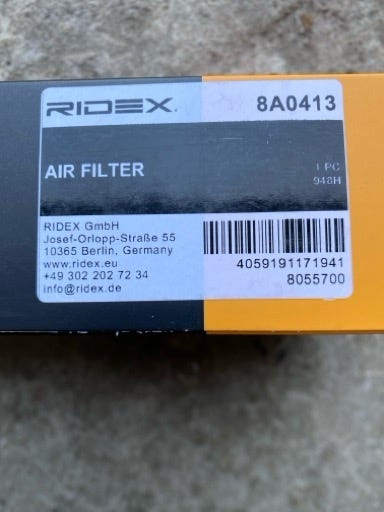 RIDEX. 8A0413
AIR FILTER
1 PC
948H
RIDEX GmbH
Josef-Orlopp-Straße 55
10365 Berlin, Germany
www.ridex.eu
+49 302 202 72 34
info@ridex.de
4059191171941
8055700